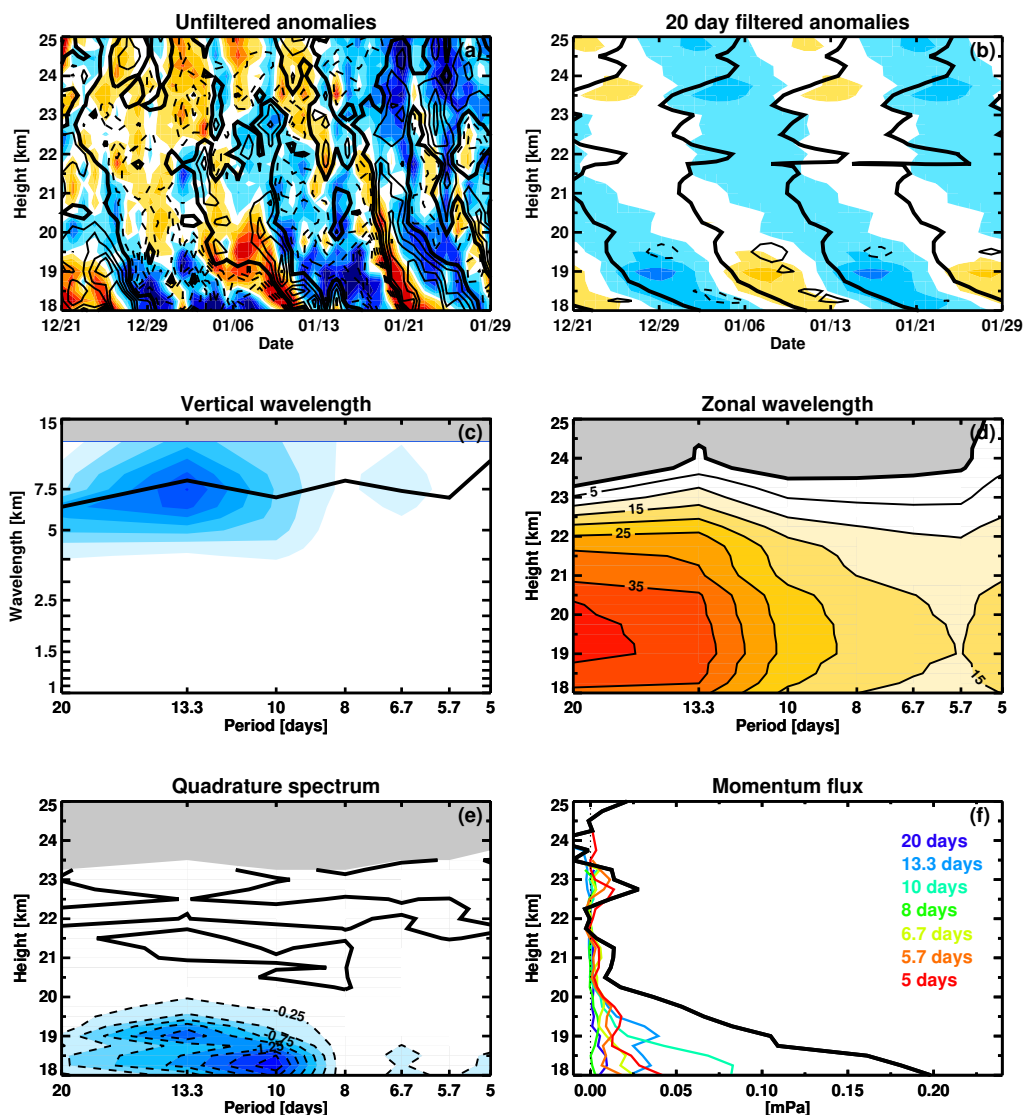 Unfiltered anomalies
(a)
Height [km]
25
24
23
22
21
20
19
18
12/21 12/29 01/06 01/13 01/21 01/29
Date
20 day filtered anomalies
(b)
Height [km]
25
24
23
22
21
20
19
18
12/21 12/29 01/06 01/13 01/21 01/29
Date
Vertical wavelength
(c)
Wavelength [km]
15
7.5
5
2.5
1.5
1
20 13.3 10 8 6.7 5.7 5
Period [days]
Zonal wavelength
(d)
Height [km]
25
24
23
22
21
20
19
18
5
15
25
35
15
20 13.3 10 8 6.7 5.7 5
Period [days]
Quadrature spectrum
(e)
Height [km]
25
24
23
22
21
20
19
18
-0.25
-0.75
-1.25
20 13.3 10 8 6.7 5.7 5
Period [days]
Momentum flux
(f)
Height [km]
25
24
23
22
21
20
19
18
20 days
13.3 days
10 days
8 days
6.7 days
5.7 days
5 days
0.00 0.05 0.10 0.15 0.20
[mPa]